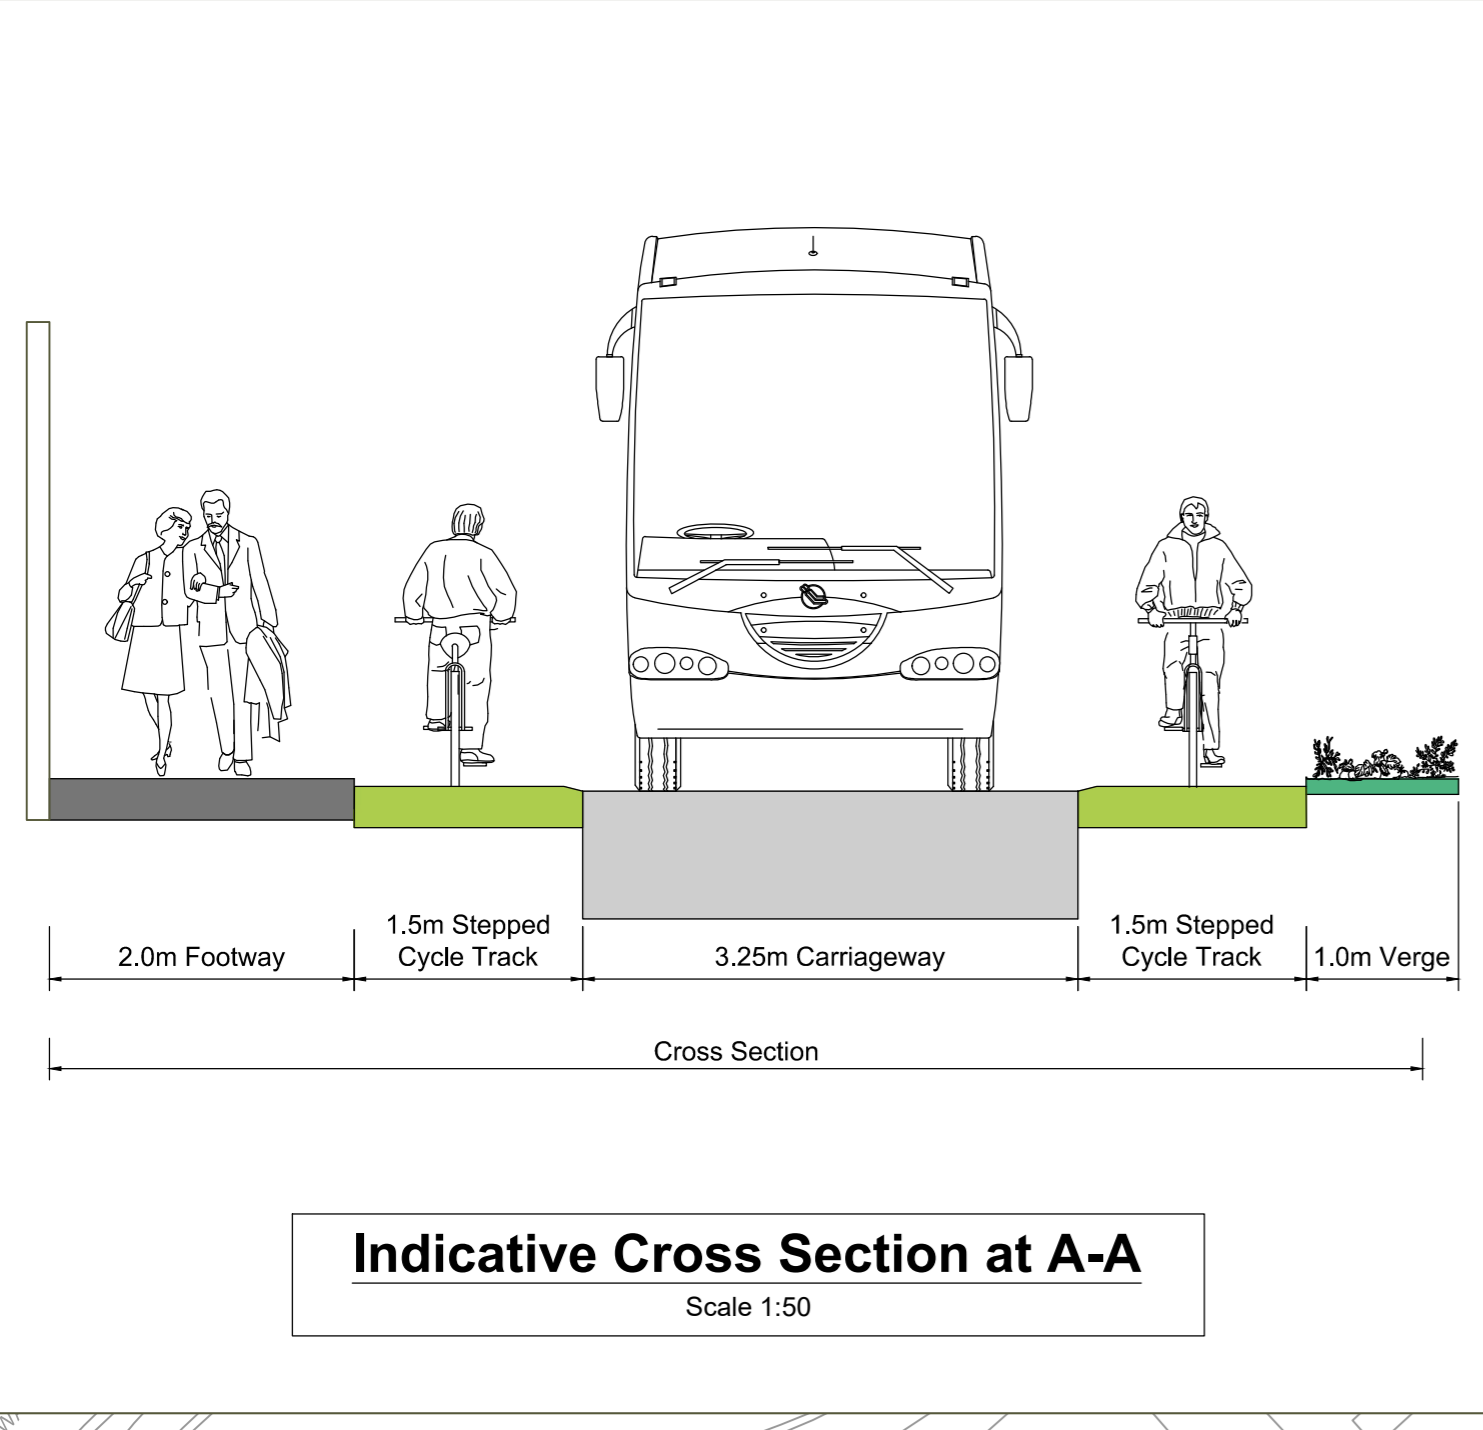 1.5m Stepped
Cycle Track
1.5m Stepped
Cycle Track
2.0m Footway
3.25m Carriageway
1.0m Verge
Cross Section
Indicative Cross Section at A-A
Scale 1:50